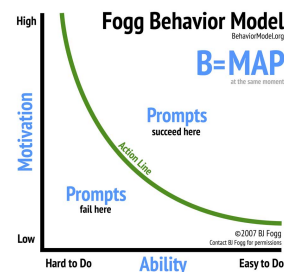 High
Fogg Behavior Model
BehaviorModel.org
B=MAP
at the same moment
Motivation
Prompts
succeed here
Action Line
Prompts
fail here
©2007 BJ Fogg
Contact BJ Fogg for permissions
Low
Hard to Do
Ability
Easy to Do